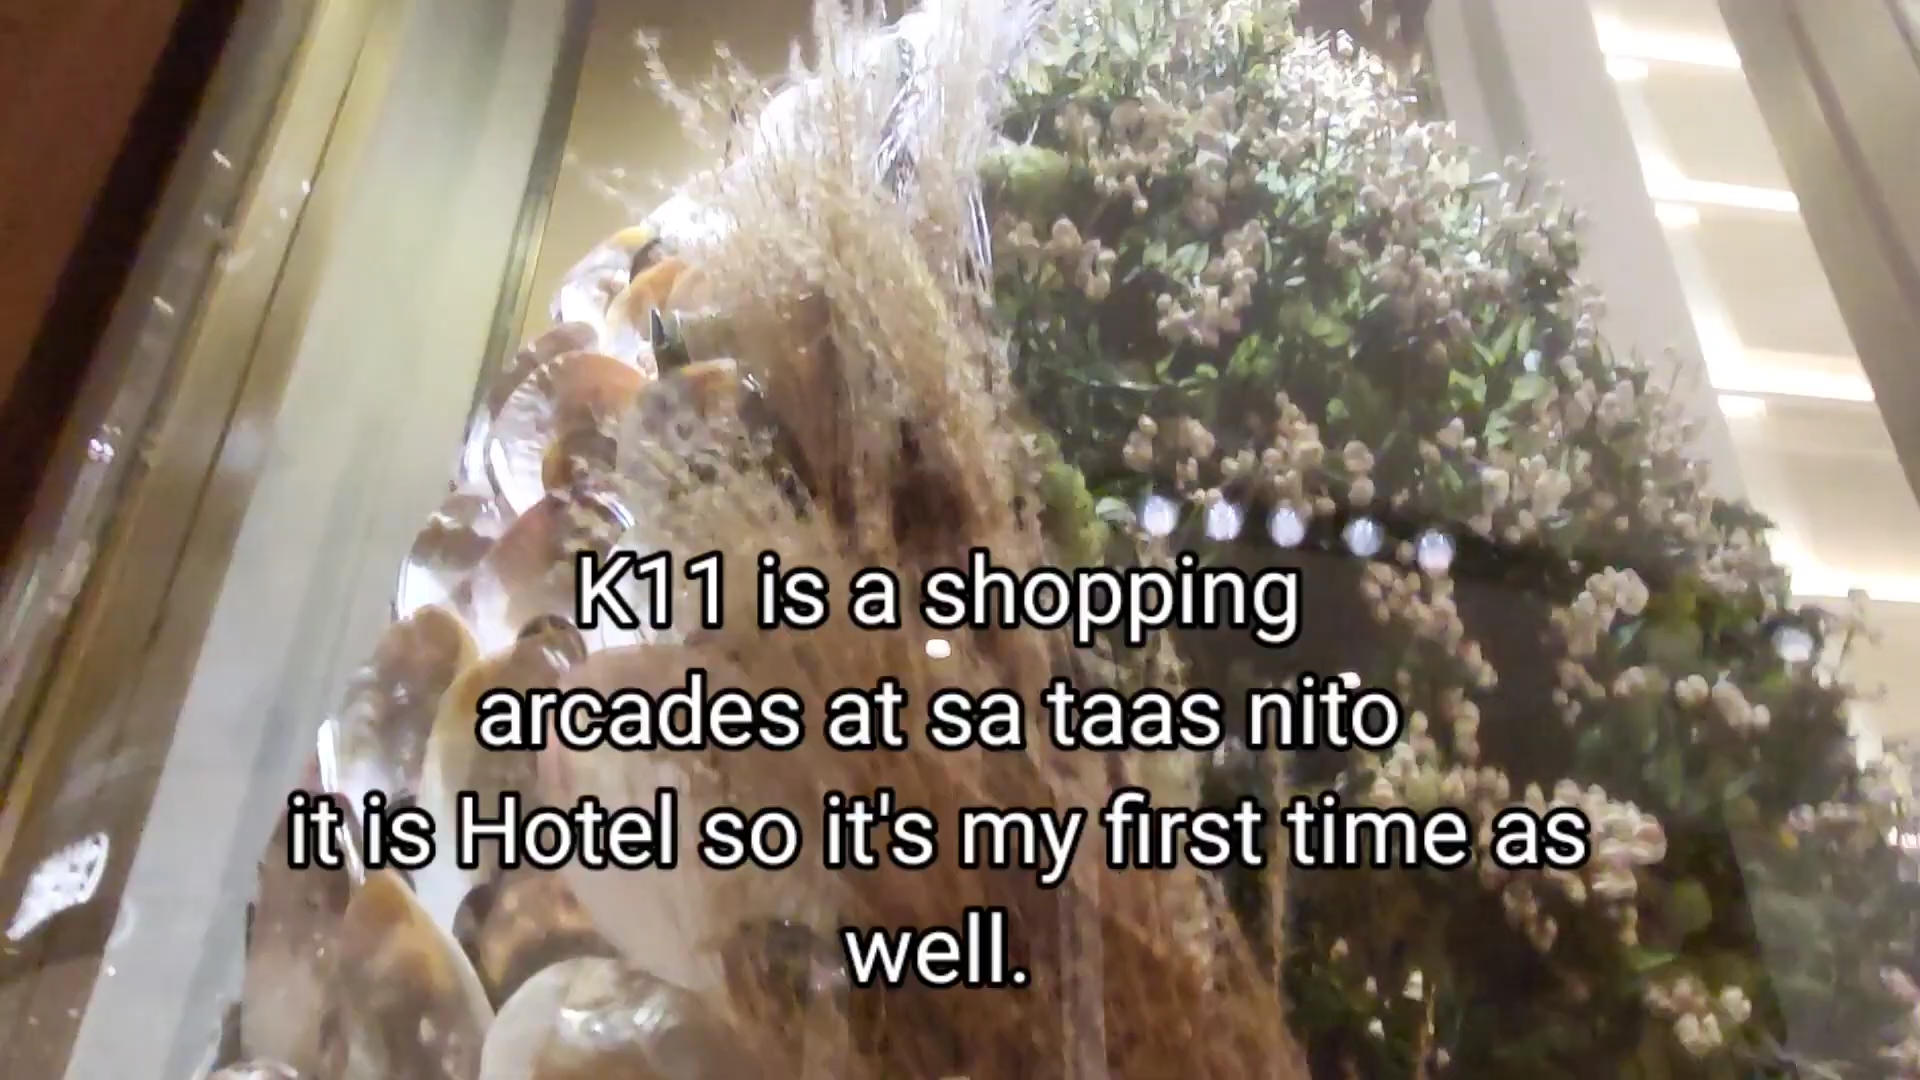 K11 is a shopping
arcades at sa taas nito
it is Hotel so it's my first time as
well.